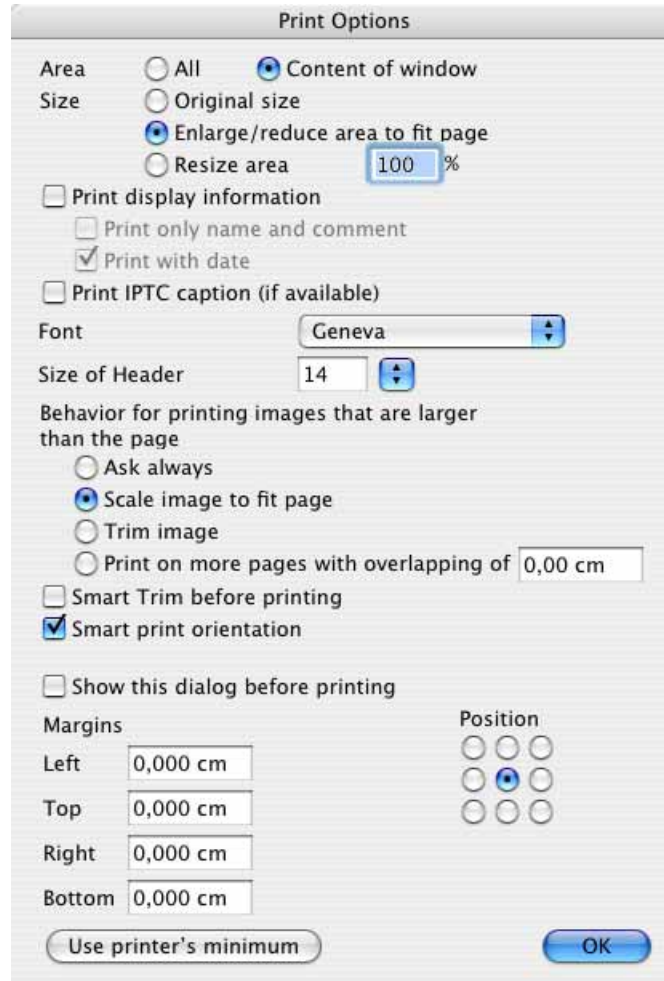 Print Options
Area All Content of window
Size Original size
Enlarge/reduce area to fit page
Resize area 100 %
Print display information
Print only name and comment
Print with date
Print IPTC caption (if available)
Font Geneva
Size of Header 14
Behavior for printing images that are larger
than the page
Ask always
Scale image to fit page
Trim image
Print on more pages with overlapping of 0,00 cm
Smart Trim before printing
Smart print orientation
Show this dialog before printing
Margins Position
Left 0,000 cm
Top 0,000 cm
Right 0,000 cm
Bottom 0,000 cm
Use printer's minimum OK